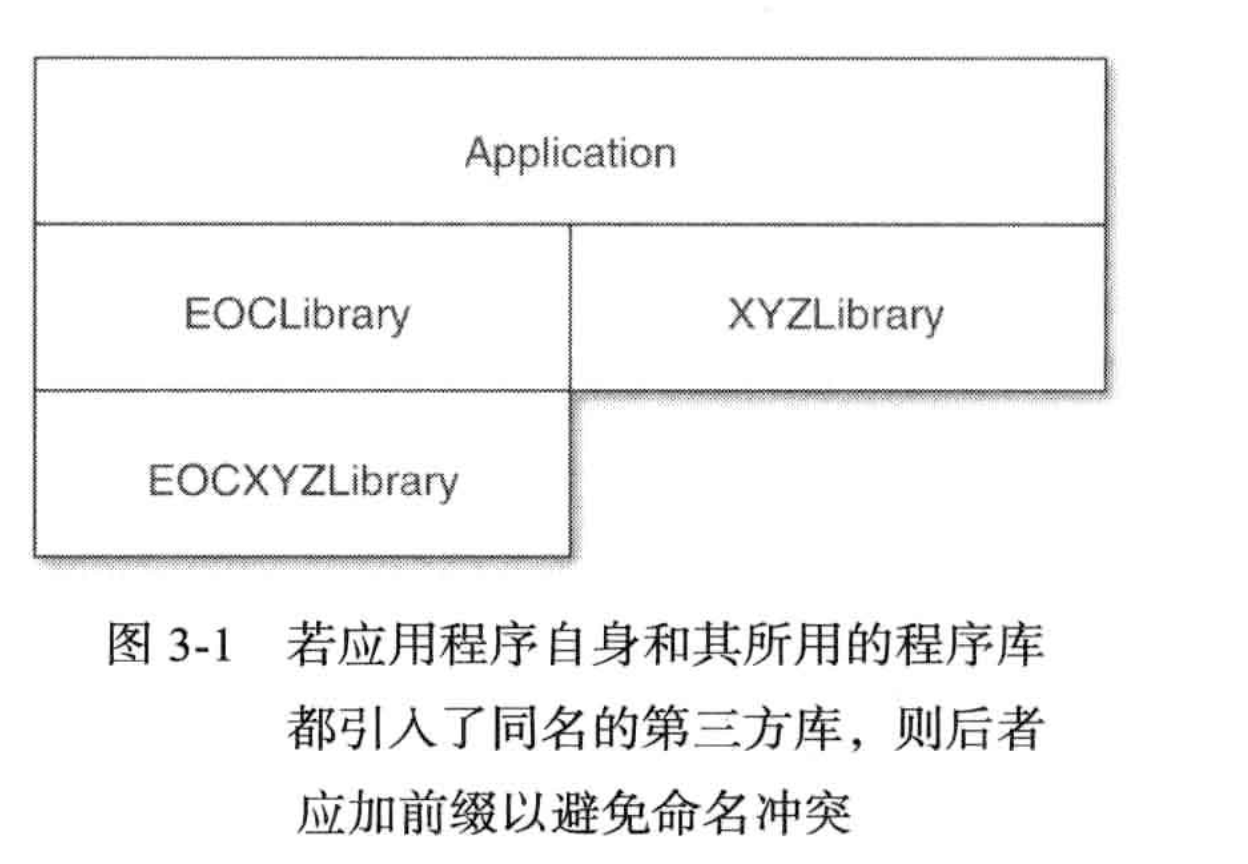 Application
EOCLibrary XYZLibrary
EOCXYZLibrary
图 3-1 若应用程序自身和其所用的程序库
都引入了同名的第三方库，则后者
应加前缀以避免命名冲突